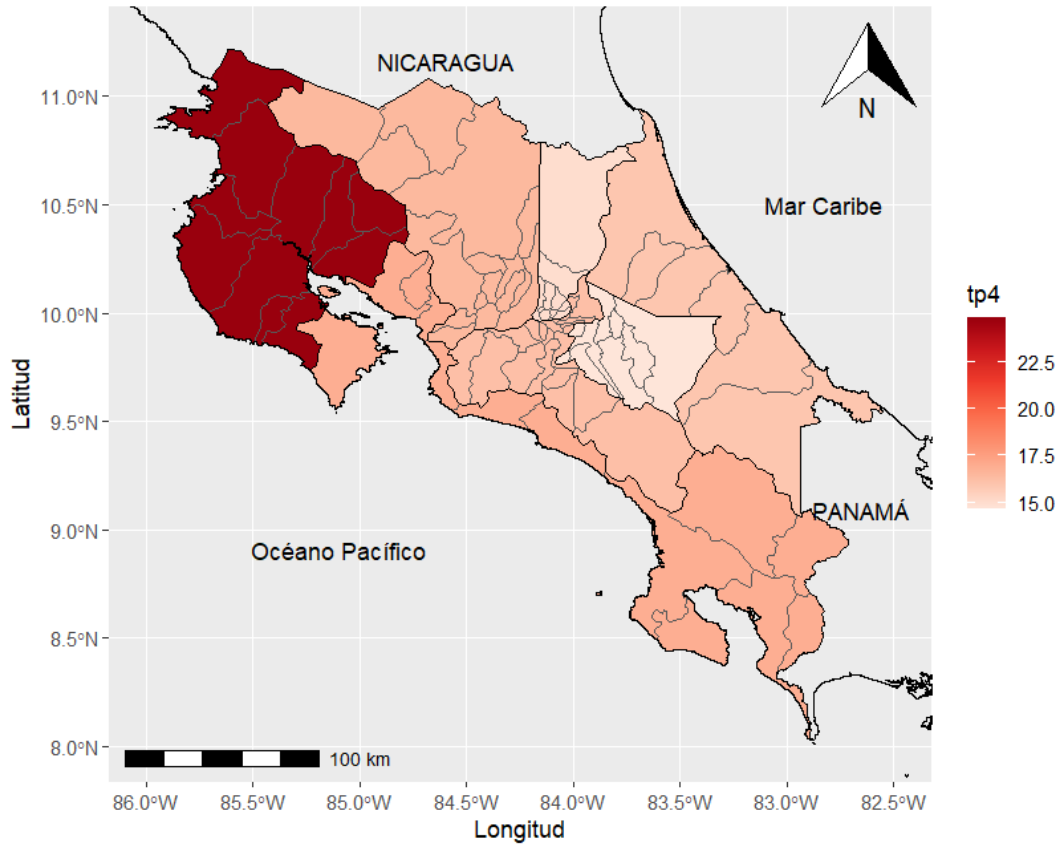 NICARAGUA
N
Mar Caribe
PANAMÁ
Océano Pacífico
100 km
11.0°N
10.5°N
10.0°N
9.5°N
9.0°N
8.5°N
8.0°N
Latitud
86.0°W 85.5°W 85.0°W 84.5°W 84.0°W 83.5°W 83.0°W 82.5°W
Longitud
tp4
22.5
20.0
17.5
15.0